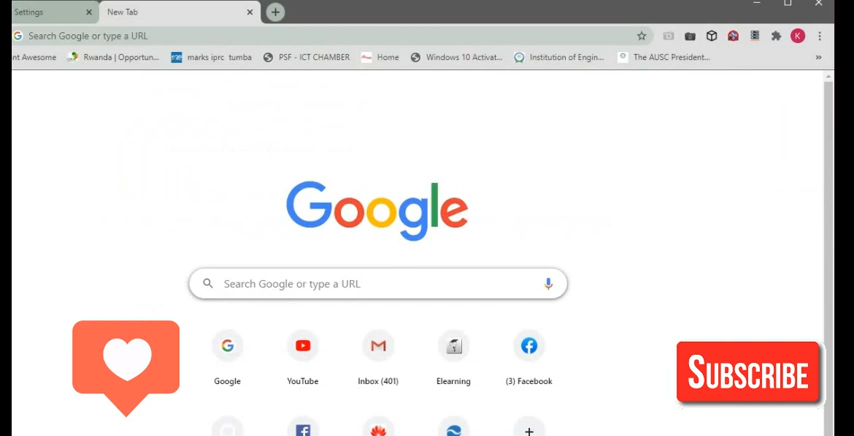 Settings
New Tab
Search Google or type a URL
nt Awesome
Rwanda | Opportun...
marks iprc tumba
PSF - ICT CHAMBER
Home
Windows 10 Activat...
Institution of Engin...
The AUSC President...
»
K
Google
Search Google or type a URL
Google
YouTube
Inbox (401)
Elearning
(3) Facebook
SUBSCRIBE